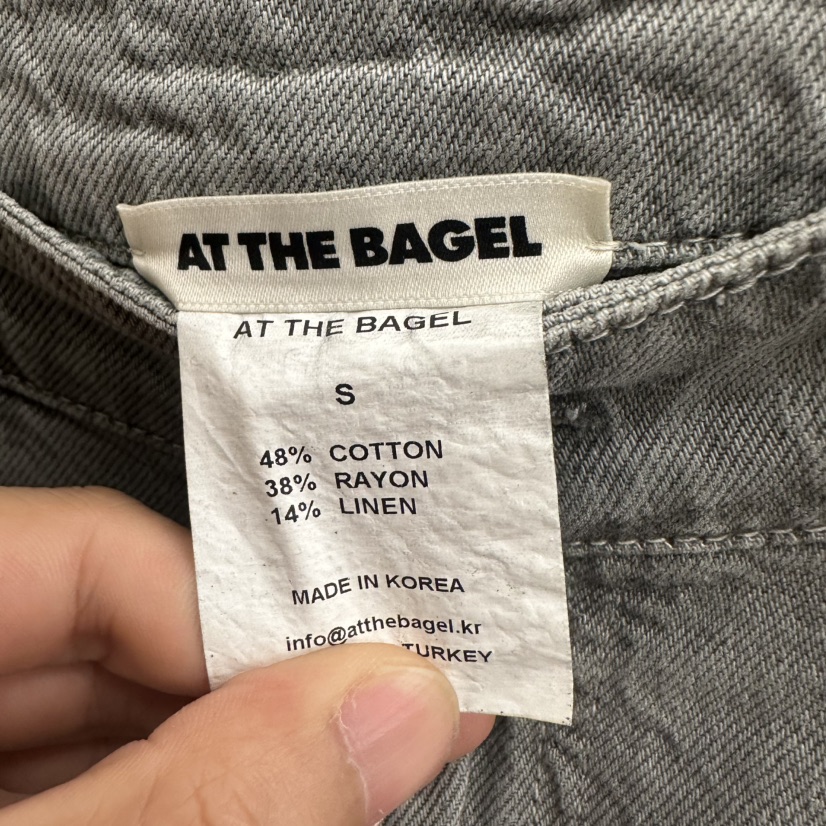 AT THE BAGEL
AT THE BAGEL
S
48% COTTON
38% RAYON
14% LINEN
MADE IN KOREA
info@atthebagel.kr
TURKEY